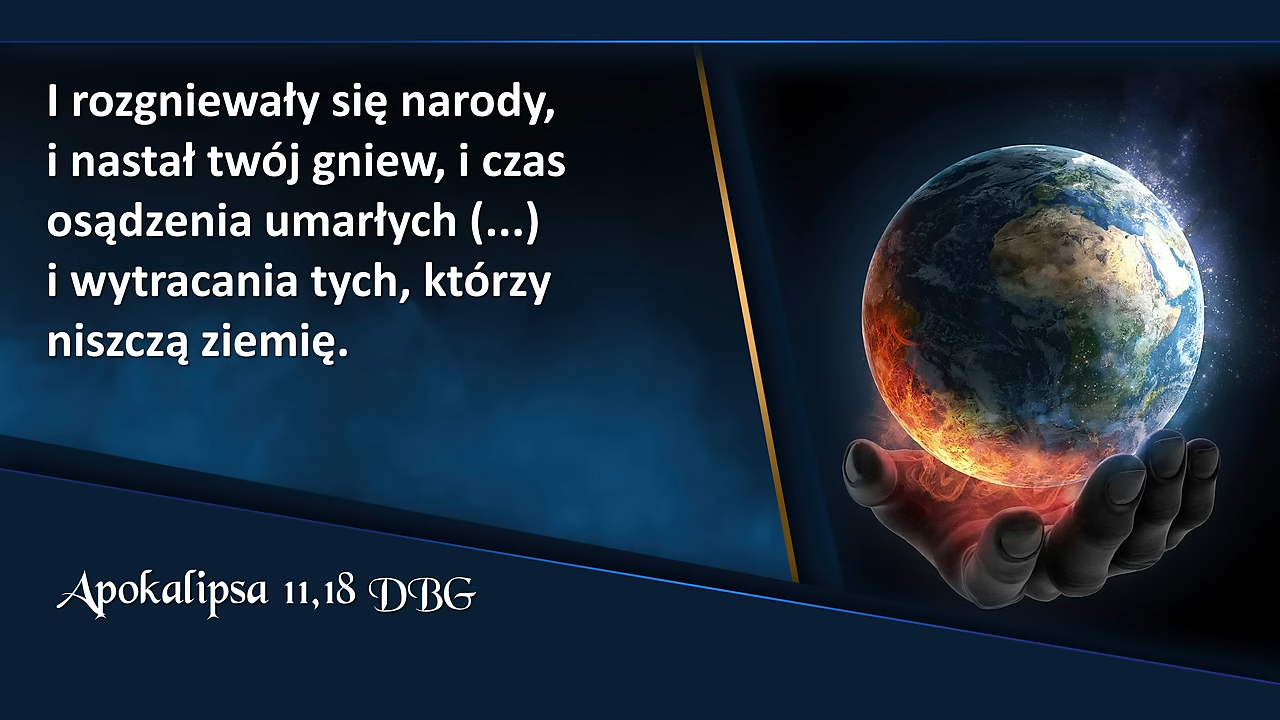 I rozgniewały się narody,
i nastał twój gniew, i czas
osądzenia umarłych (...)
i wytracania tych, którzy
niszczą ziemię.
Apokalipsa 11,18 DBG